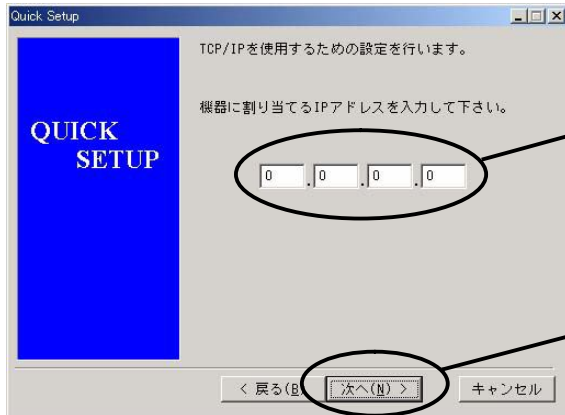 Quick Setup
TCP/IPを使用するための設定を行います。
機器に割り当てるIPアドレスを入力して下さい。
QUICK
SETUP
0 . 0 . 0 . 0
< 戻る(B)
次へ(N) >
キャンセル